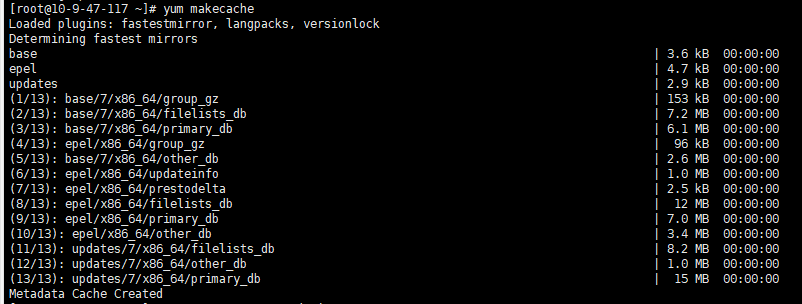 [root@10-9-47-117 ~]# yum makecache
Loaded plugins: fastestmirror, langpacks, versionlock
Determining fastest mirrors
base | 3.6 kB 00:00:00
epel | 4.7 kB 00:00:00
updates | 2.9 kB 00:00:00
(1/13): base/7/x86_64/group_gz | 153 kB 00:00:00
(2/13): base/7/x86_64/filelists_db | 7.2 MB 00:00:00
(3/13): base/7/x86_64/primary_db | 6.1 MB 00:00:00
(4/13): epel/x86_64/group_gz | 96 kB 00:00:00
(5/13): base/7/x86_64/other_db | 2.6 MB 00:00:00
(6/13): epel/x86_64/updateinfo | 1.0 MB 00:00:00
(7/13): epel/x86_64/prestodelta | 2.5 kB 00:00:00
(8/13): epel/x86_64/filelists_db | 12 MB 00:00:00
(9/13): epel/x86_64/primary_db | 7.0 MB 00:00:00
(10/13): epel/x86_64/other_db | 3.4 MB 00:00:00
(11/13): updates/7/x86_64/filelists_db | 8.2 MB 00:00:00
(12/13): updates/7/x86_64/other_db | 1.0 MB 00:00:00
(13/13): updates/7/x86_64/primary_db | 15 MB 00:00:00
Metadata Cache Created